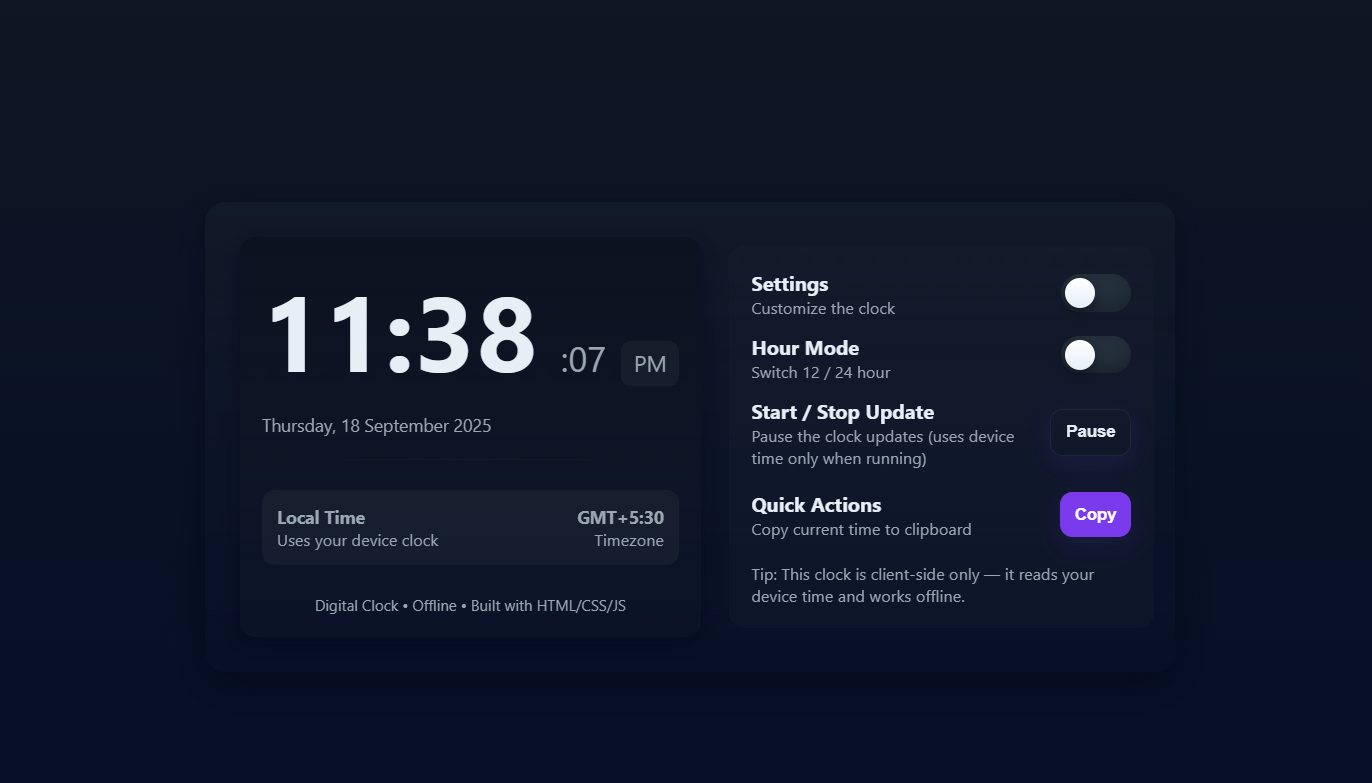 11:38 :07 PM
Thursday, 18 September 2025
Local Time
Uses your device clock
GMT+5:30
Timezone
Digital Clock • Offline • Built with HTML/CSS/JS
Settings
Customize the clock
Hour Mode
Switch 12 / 24 hour
Start / Stop Update
Pause the clock updates (uses device
time only when running)
Pause
Quick Actions
Copy current time to clipboard
Copy
Tip: This clock is client-side only — it reads your
device time and works offline.